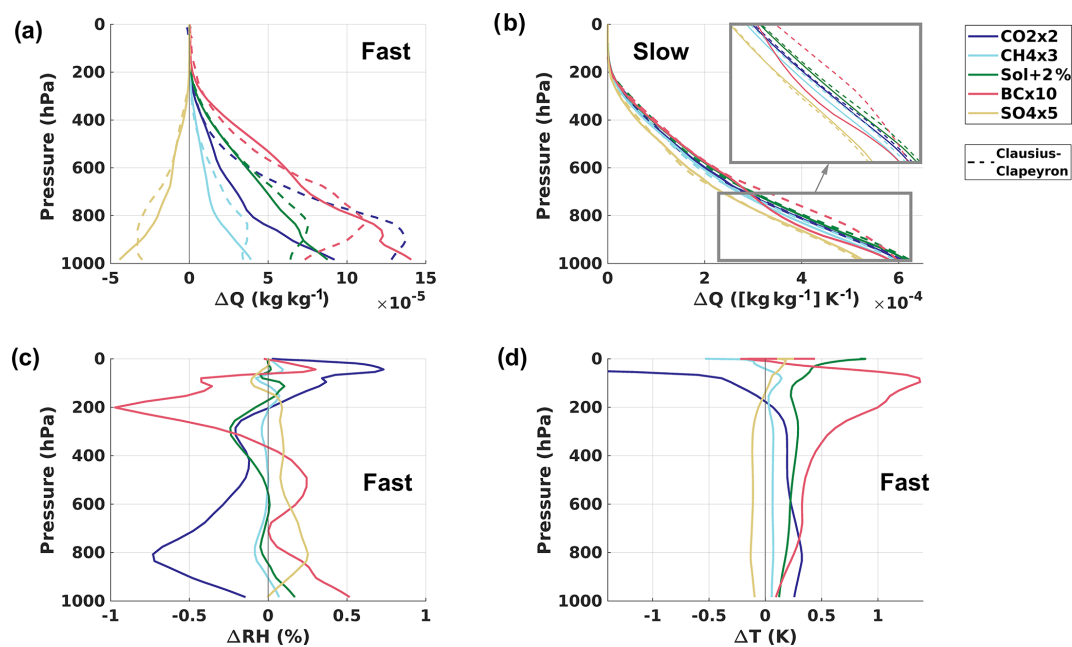 (a)
Fast
0
200
400
600
800
1000
Pressure (hPa)
-5 0 5 10 15
ΔQ (kg kg⁻¹) ×10⁻⁵
(b)
Slow
0
200
400
600
800
1000
Pressure (hPa)
0 2 4 6
ΔQ ([kg kg⁻¹] K⁻¹) ×10⁻⁴
CO2x2
CH4x3
Sol+2%
BCx10
SO4x5
Clausius-
Clapeyron
(c)
Fast
0
200
400
600
800
1000
Pressure (hPa)
-1 -0.5 0 0.5 1
ΔRH (%)
(d)
Fast
0
200
400
600
800
1000
Pressure (hPa)
-1 -0.5 0 0.5 1
ΔT (K)